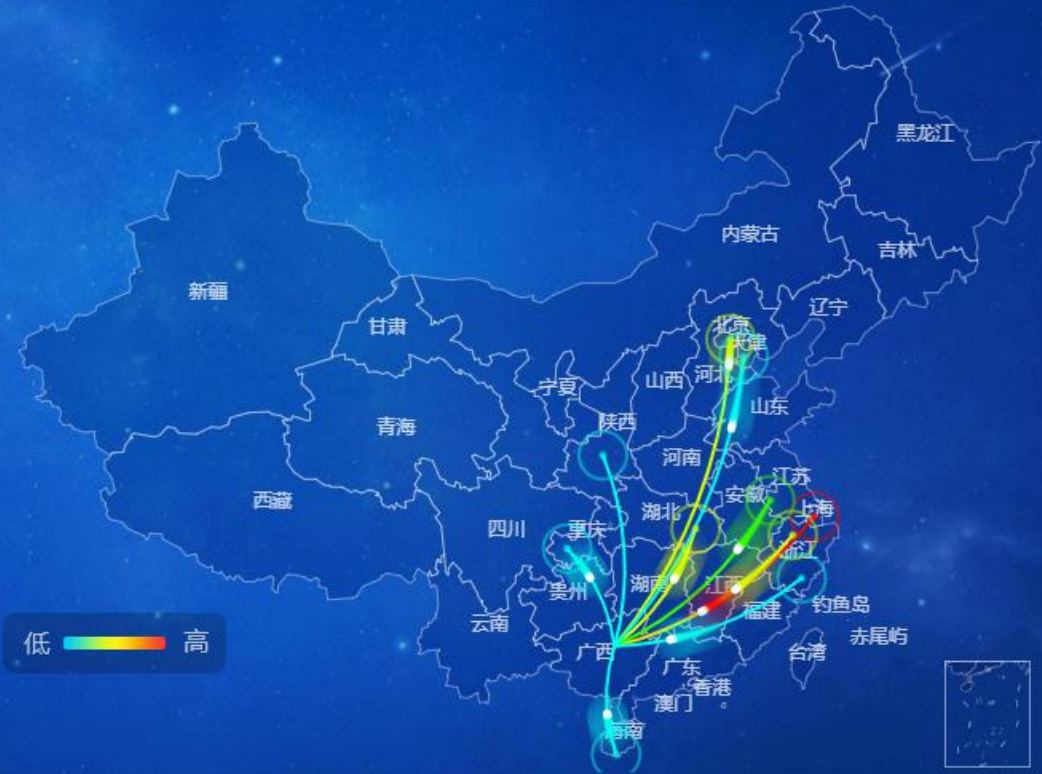 黑龙江
内蒙古
吉林
新疆
辽宁
甘肃
北京
天津
河北
山西
宁夏
山东
陕西
青海
河南
江苏
安徽
西藏
上海
湖北
四川
重庆
浙江
湖南
江西
贵州
钓鱼岛
福建
云南
赤尾屿
低
高
广西
台湾
广东
香港
澳门
海南